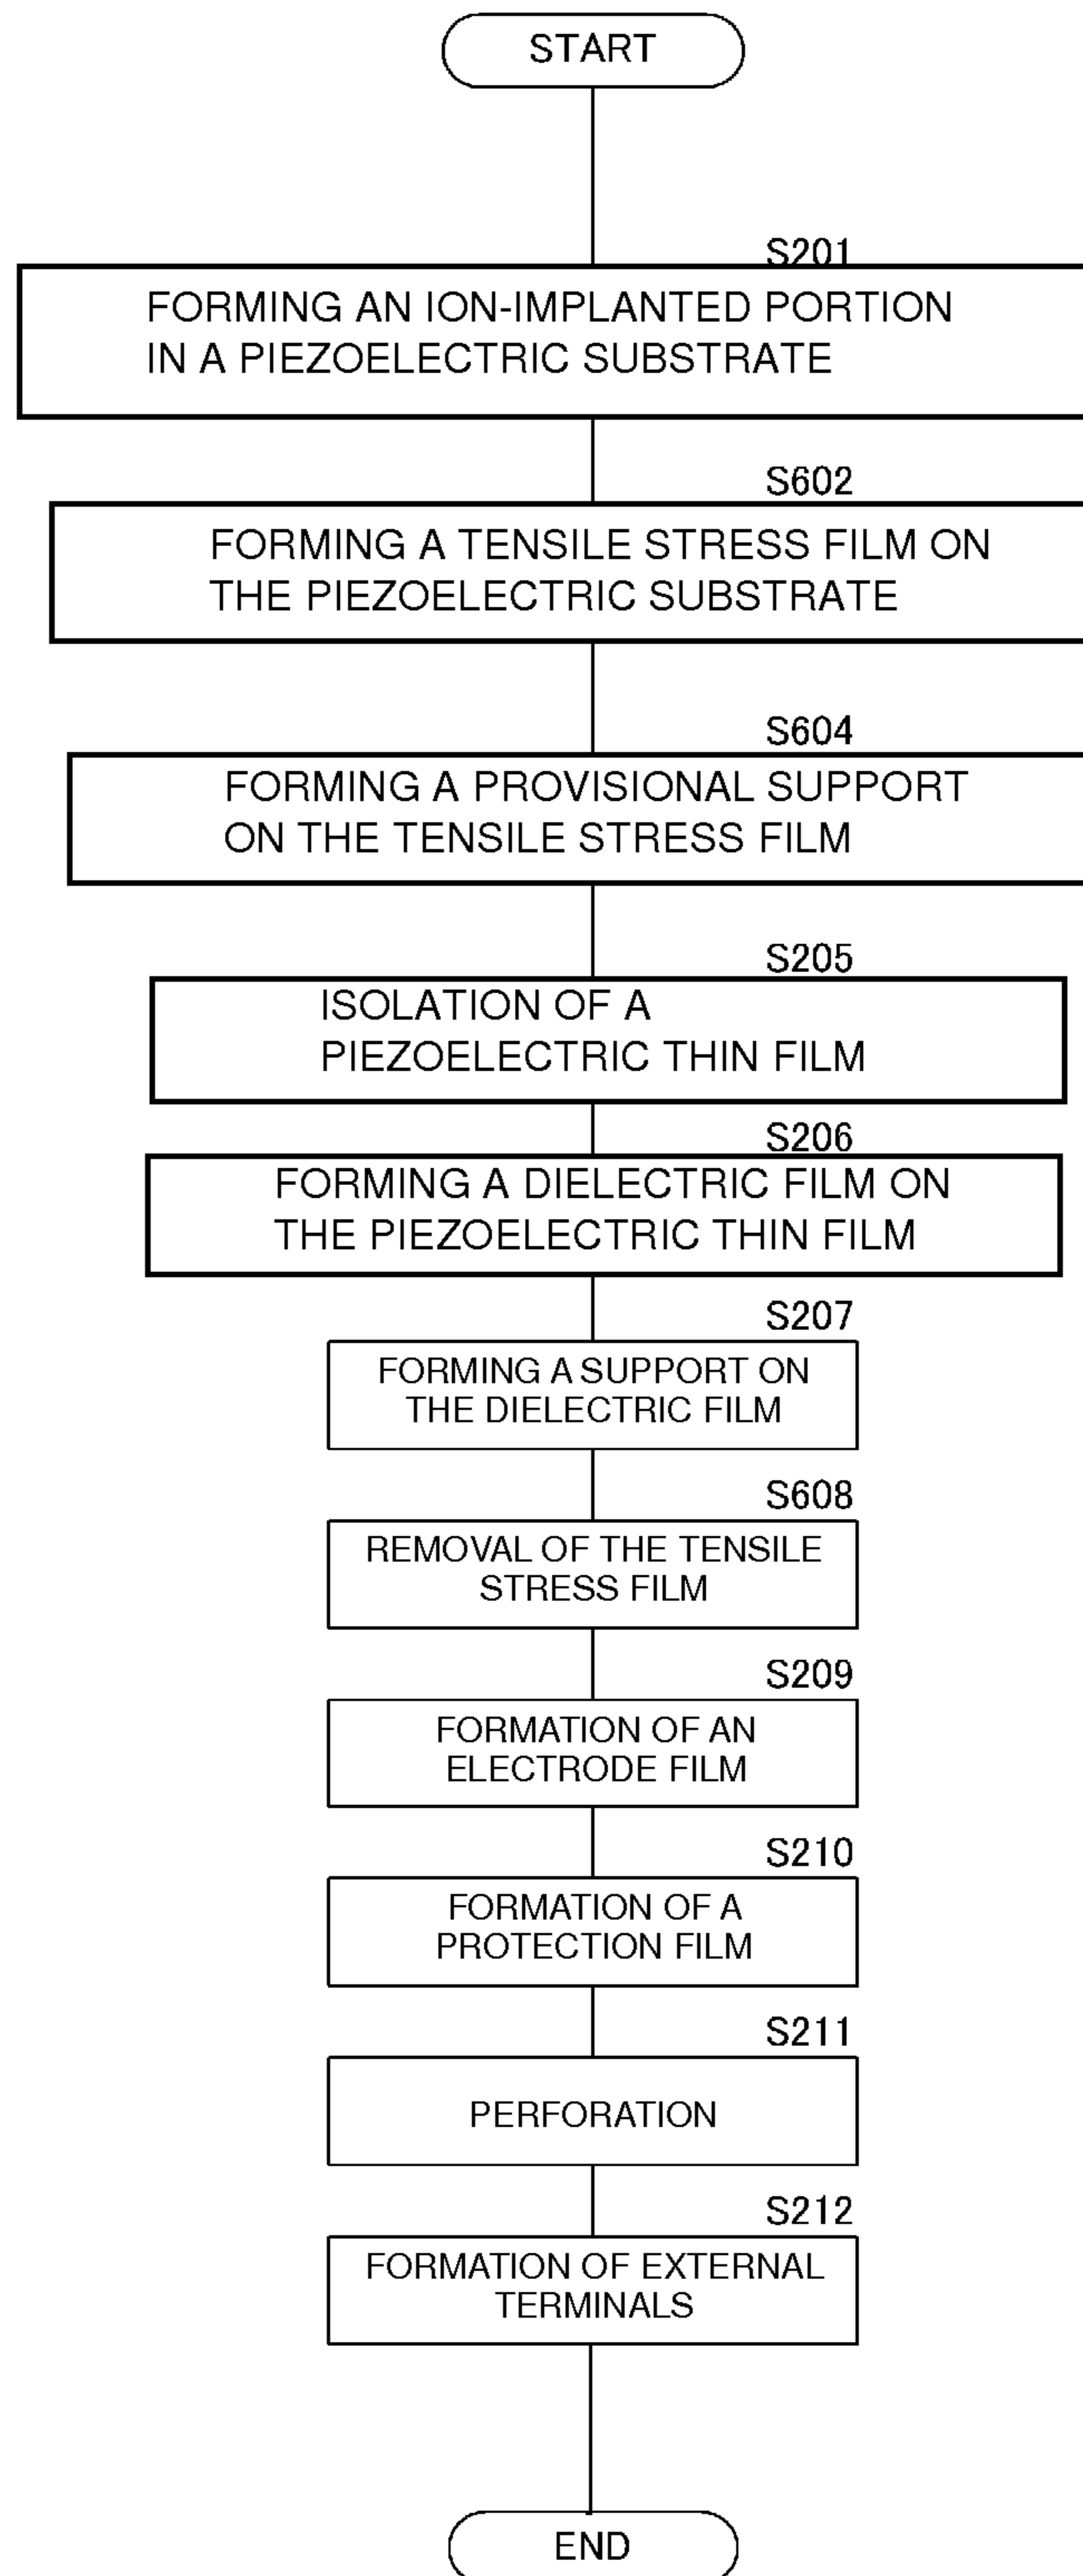 START
S201
FORMING AN ION-IMPLANTED PORTION
IN A PIEZOELECTRIC SUBSTRATE
S602
FORMING A TENSILE STRESS FILM ON
THE PIEZOELECTRIC SUBSTRATE
S604
FORMING A PROVISIONAL SUPPORT
ON THE TENSILE STRESS FILM
S205
ISOLATION OF A
PIEZOELECTRIC THIN FILM
S206
FORMING A DIELECTRIC FILM ON
THE PIEZOELECTRIC THIN FILM
S207
FORMING A SUPPORT ON
THE DIELECTRIC FILM
S608
REMOVAL OF THE TENSILE
STRESS FILM
S209
FORMATION OF AN
ELECTRODE FILM
S210
FORMATION OF A
PROTECTION FILM
S211
PERFORATION
S212
FORMATION OF EXTERNAL
TERMINALS
END